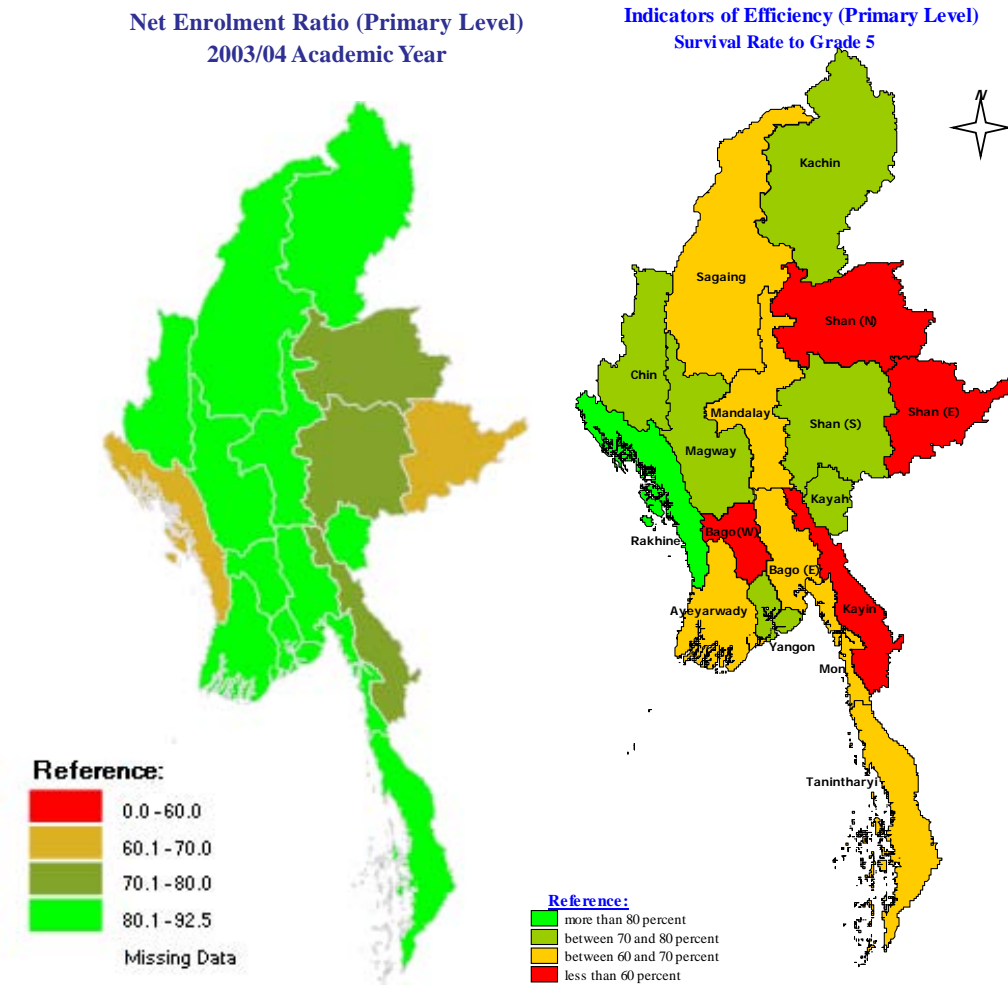 Net Enrolment Ratio (Primary Level)
2003/04 Academic Year
Reference:
0.0-60.0
60.1-70.0
70.1-80.0
80.1-92.5
Missing Data
Indicators of Efficiency (Primary Level)
Survival Rate to Grade 5
N
Kachin
Sagaing
Shan (N)
Chin
Mandalay
Shan (E)
Shan (S)
Magway
Kayah
Rakhine
Bago(W)
Bago (E)
Ayeyarwady
Kayin
Yangon
Mon
Tanintharyi
Reference:
more than 80 percent
between 70 and 80 percent
between 60 and 70 percent
less than 60 percent